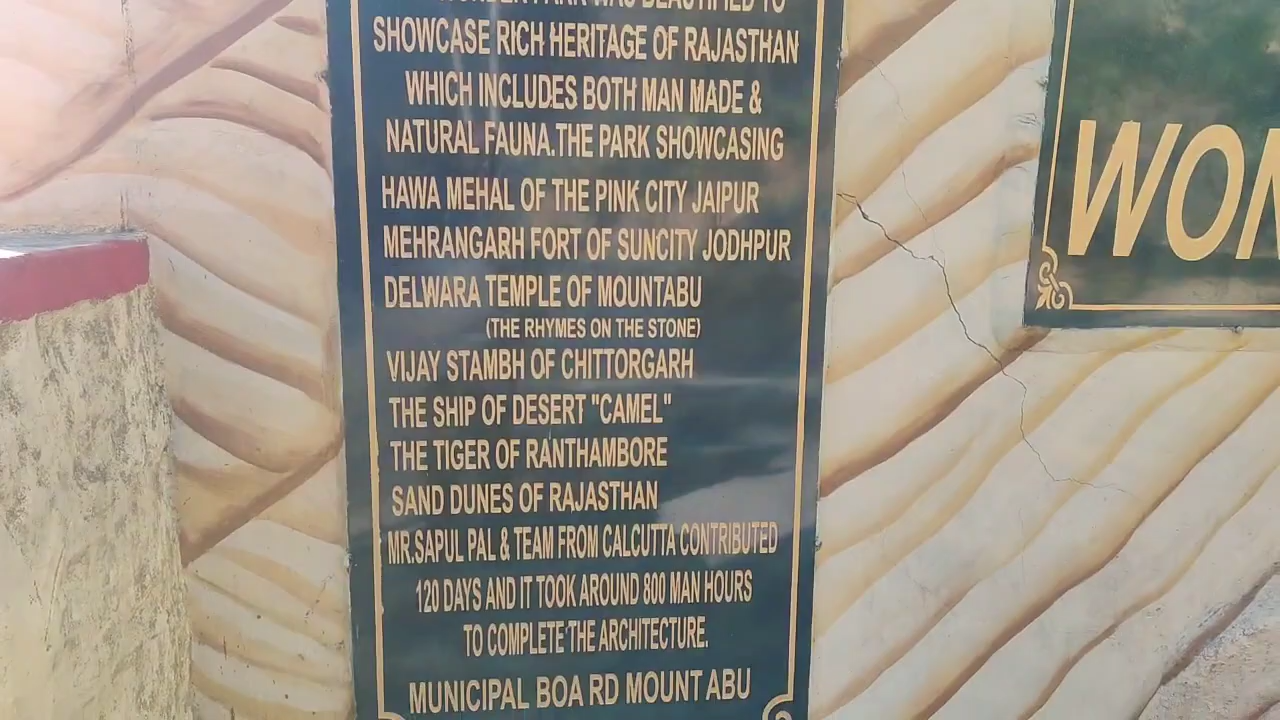 WAS BEAUTIFIED TO
SHOWCASE RICH HERITAGE OF RAJASTHAN
WHICH INCLUDES BOTH MAN MADE &
NATURAL FAUNA.THE PARK SHOWCASING
HAWA MEHAL OF THE PINK CITY JAIPUR
MEHRANGARH FORT OF SUNCITY JODHPUR
DELWARA TEMPLE OF MOUNTABU
(THE RHYMES ON THE STONE)
VIJAY STAMBH OF CHITTORGARH
THE SHIP OF DESERT "CAMEL"
THE TIGER OF RANTHAMBORE
SAND DUNES OF RAJASTHAN
MR.SAPUL PAL & TEAM FROM CALCUTTA CONTRIBUTED
120 DAYS AND IT TOOK AROUND 800 MAN HOURS
TO COMPLETE THE ARCHITECTURE.
MUNICIPAL BOA RD MOUNT ABU
WON